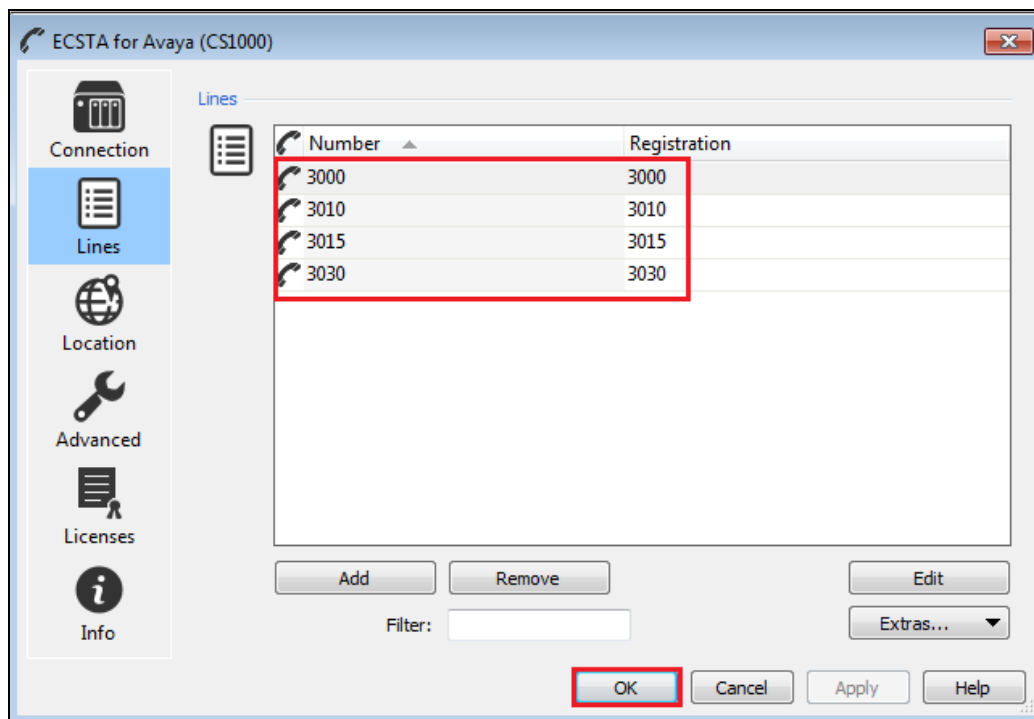 ECSTA for Avaya (CS1000)
Connection
Lines
Location
Advanced
Licenses
Info
Lines
Number Registration
3000 3000
3010 3010
3015 3015
3030 3030
Add Remove Edit
Filter: Extras...
OK Cancel Apply Help